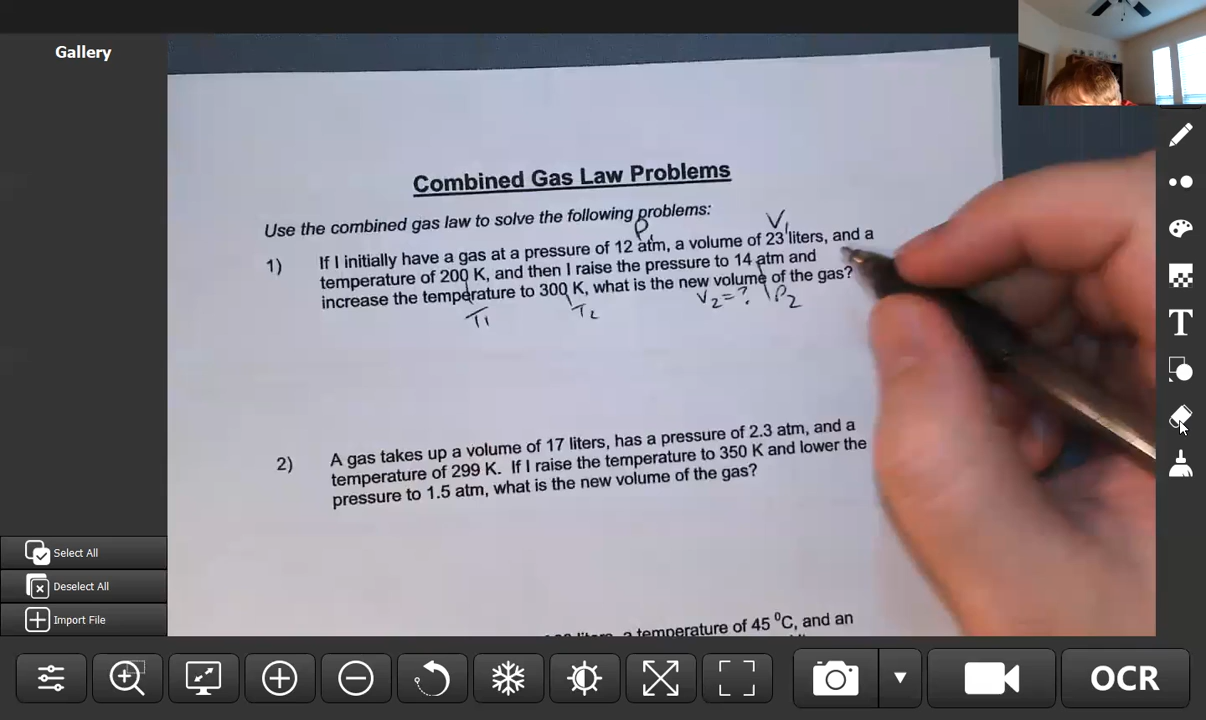 Gallery
Combined Gas Law Problems
Use the combined gas law to solve the following problems:
P1 V1
1) If I initially have a gas at a pressure of 12 atm, a volume of 23 liters, and a
temperature of 200 K, and then I raise the pressure to 14 atm and
increase the temperature to 300 K, what is the new volume of the gas?
T1 T2 V2=? P2
2) A gas takes up a volume of 17 liters, has a pressure of 2.3 atm, and a
temperature of 299 K. If I raise the temperature to 350 K and lower the
pressure to 1.5 atm, what is the new volume of the gas?
a temperature of 45 ⁰C, and an
Select All
Deselect All
Import File
T
OCR